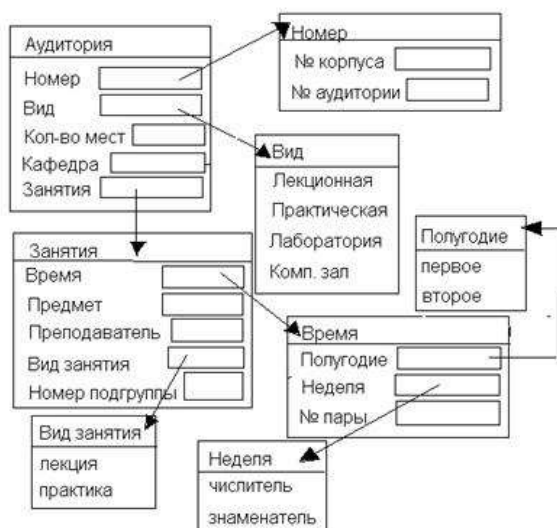 Аудитория
Номер
Вид
Кол-во мест
Кафедра
Занятия
Номер
№ корпуса
№ аудитории
Вид
Лекционная
Практическая
Лаборатория
Комп. зал
Полугодие
первое
второе
Занятия
Время
Предмет
Преподаватель
Вид занятия
Номер подгруппы
Время
Полугодие
Неделя
№ пары
Вид занятия
лекция
практика
Неделя
числитель
знаменатель